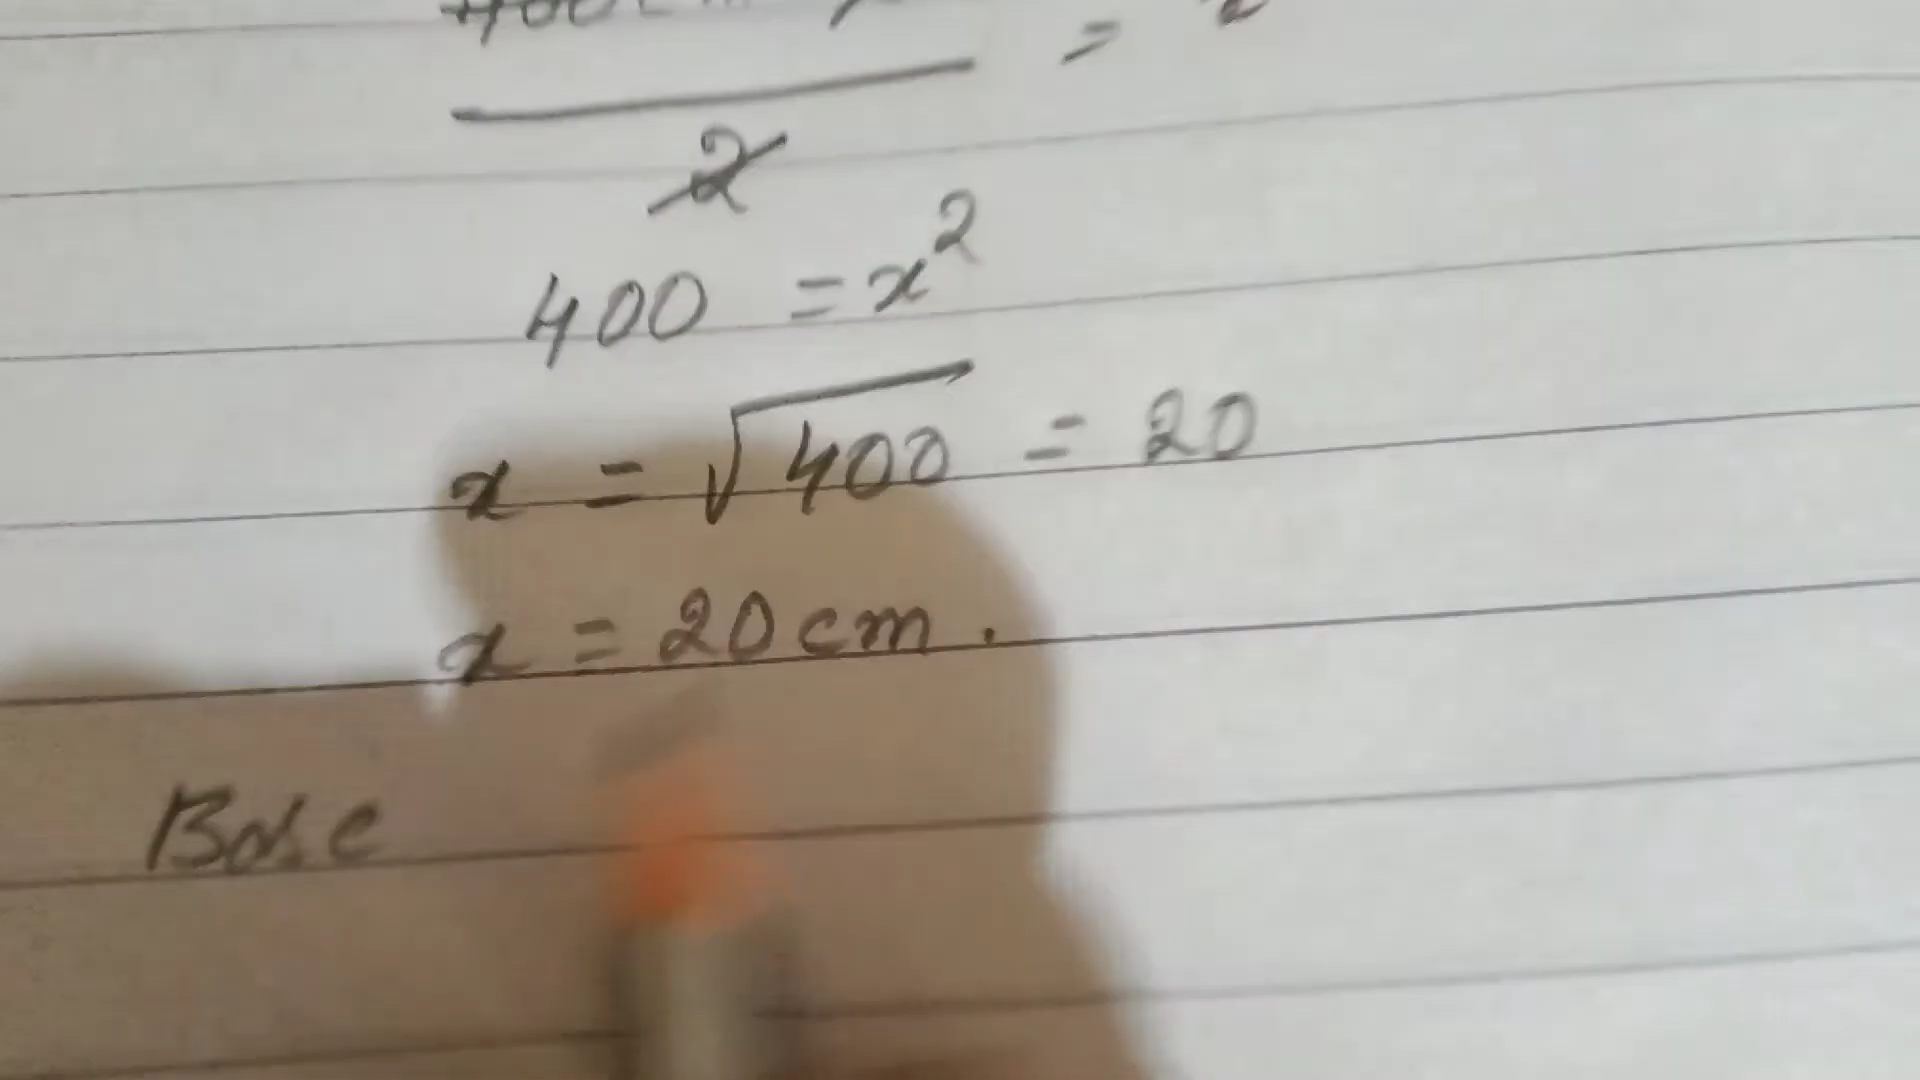 =
2
400 = x²
x = √400 = 20
x = 20 cm.
Base